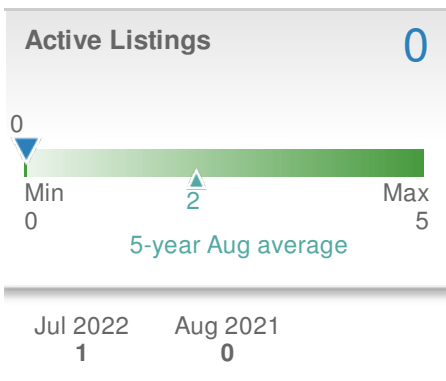 Active Listings 0
0
Min 2 Max
0 5
5-year Aug average
Jul 2022 Aug 2021
1 0